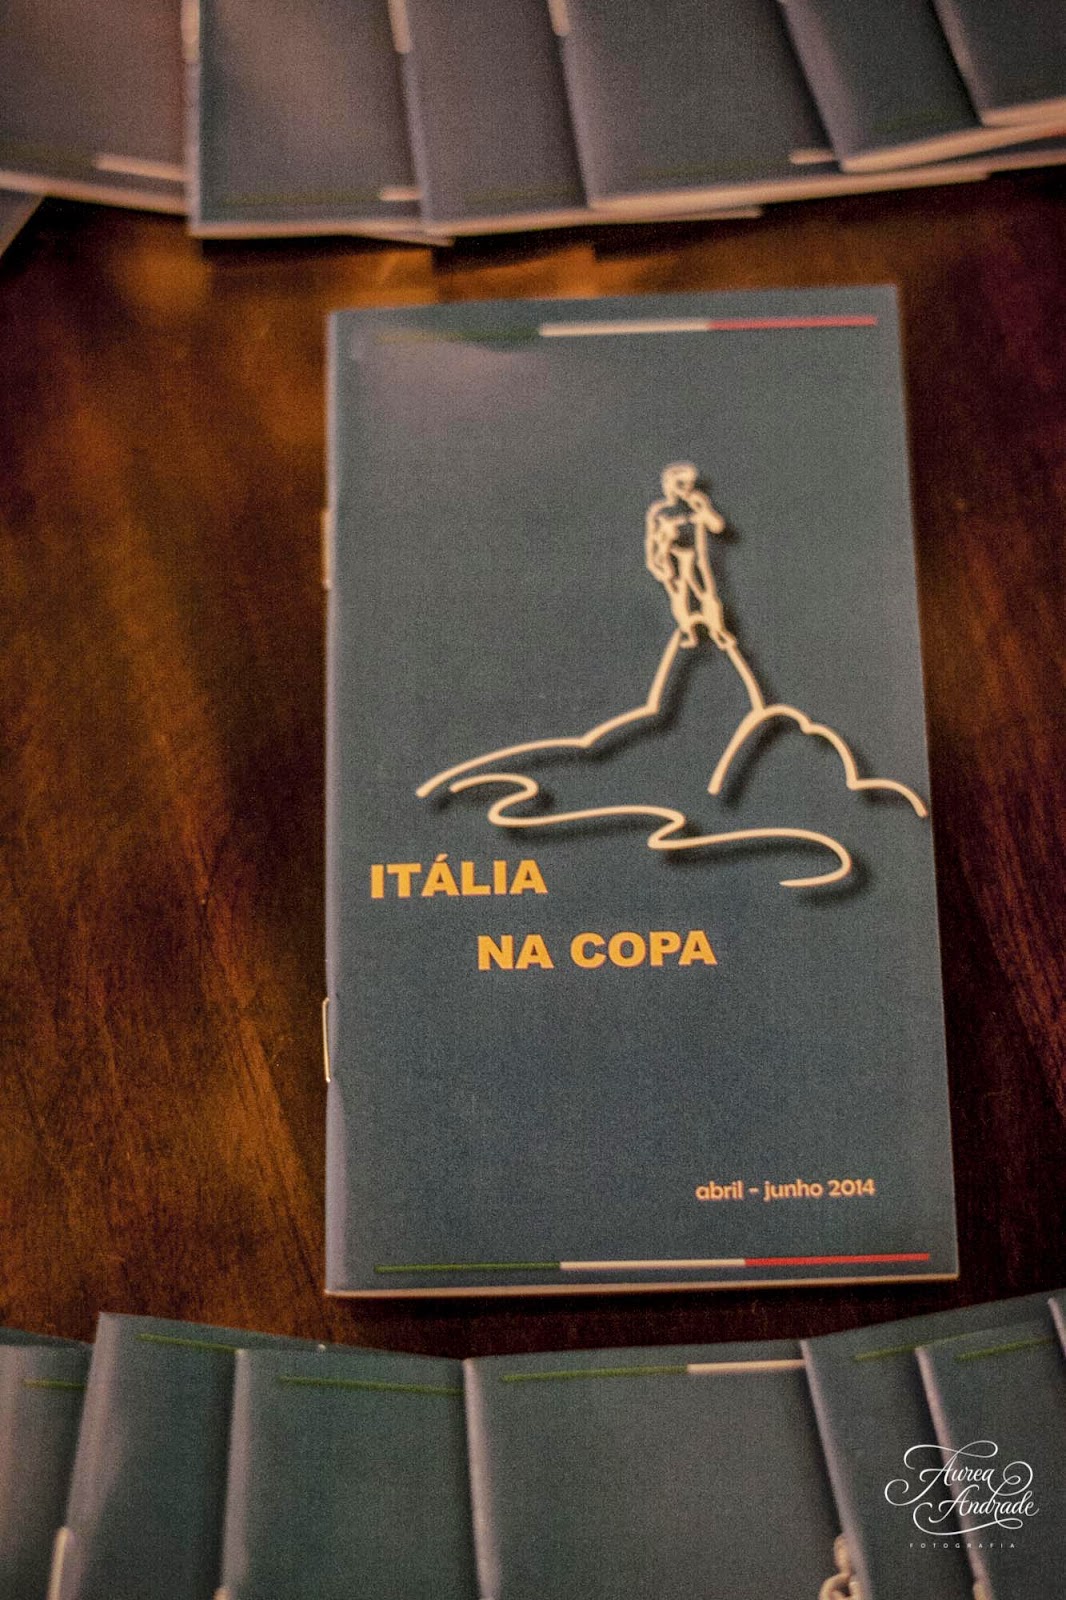 ITÁLIA
NA COPA
abril - junho 2014
Aurea
Andrade
FOTOGRAFIA